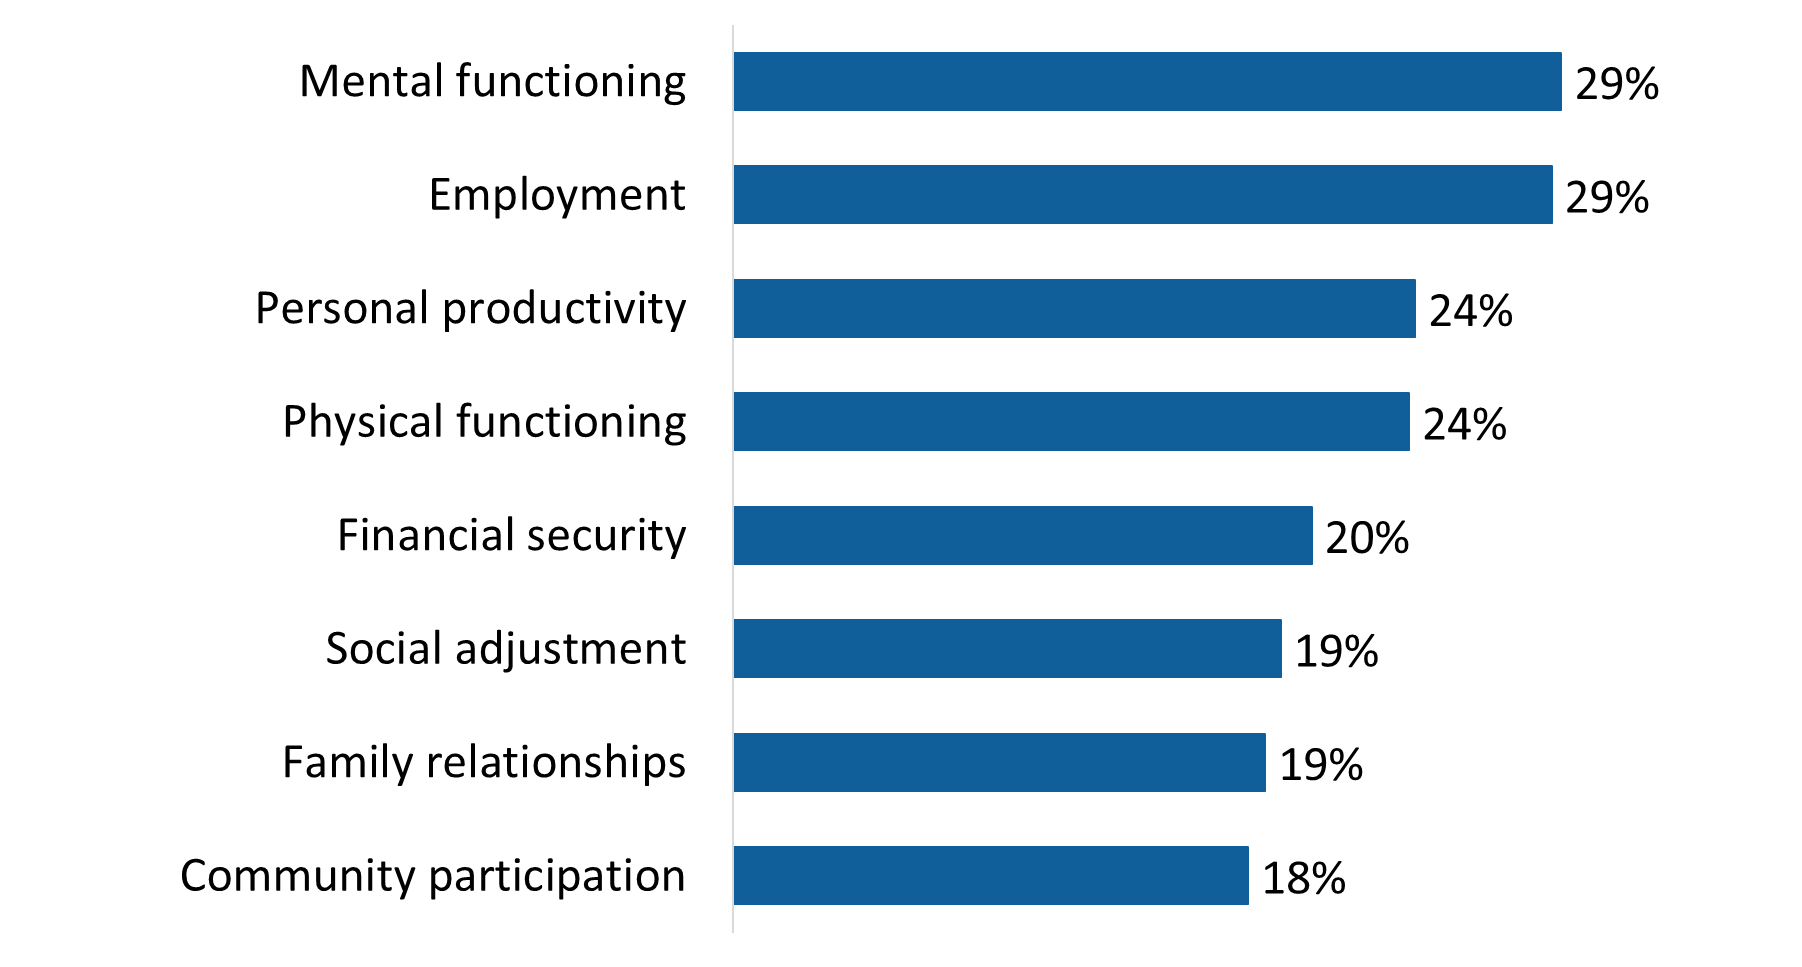 Mental functioning 29%
Employment 29%
Personal productivity 24%
Physical functioning 24%
Financial security 20%
Social adjustment 19%
Family relationships 19%
Community participation 18%